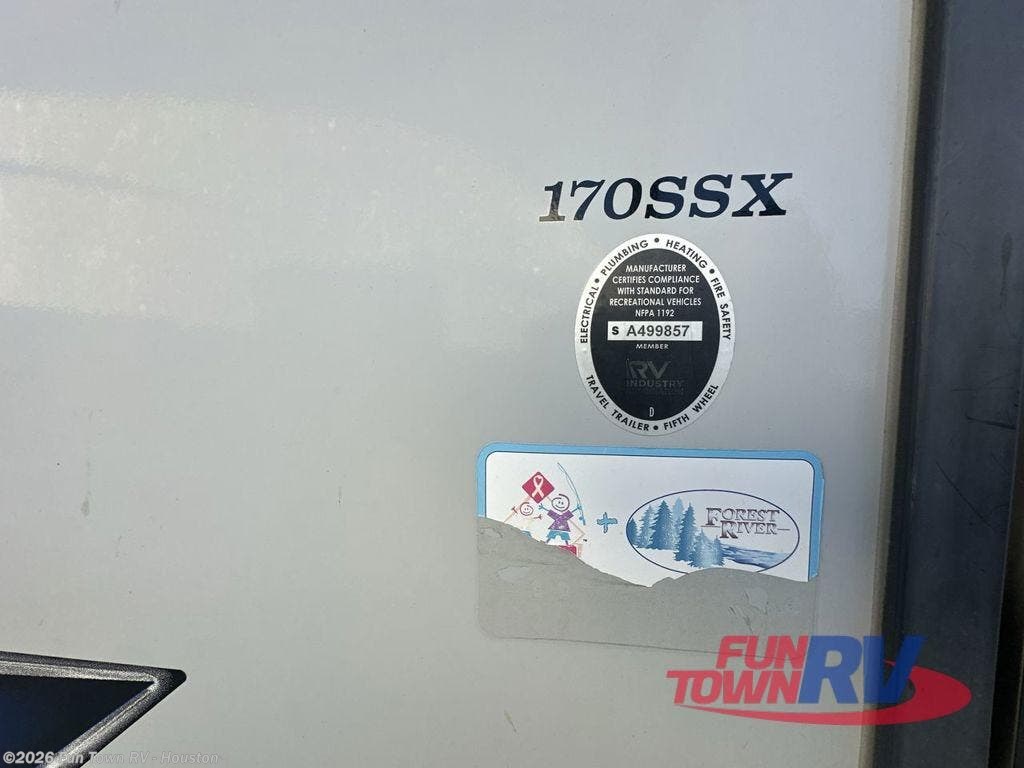 170SSX
ELECTRICAL • PLUMBING • HEATING • FIRE SAFETY
MANUFACTURER
CERTIFIES COMPLIANCE
WITH STANDARD FOR
RECREATIONAL VEHICLES
NFPA 1192
S A499857
MEMBER
RV
INDUSTRY
D
TRAVEL TRAILER • FIFTH WHEEL
+
FOREST
RIVER
FUN
TOWN RV
©2026 Fun Town RV - Houston